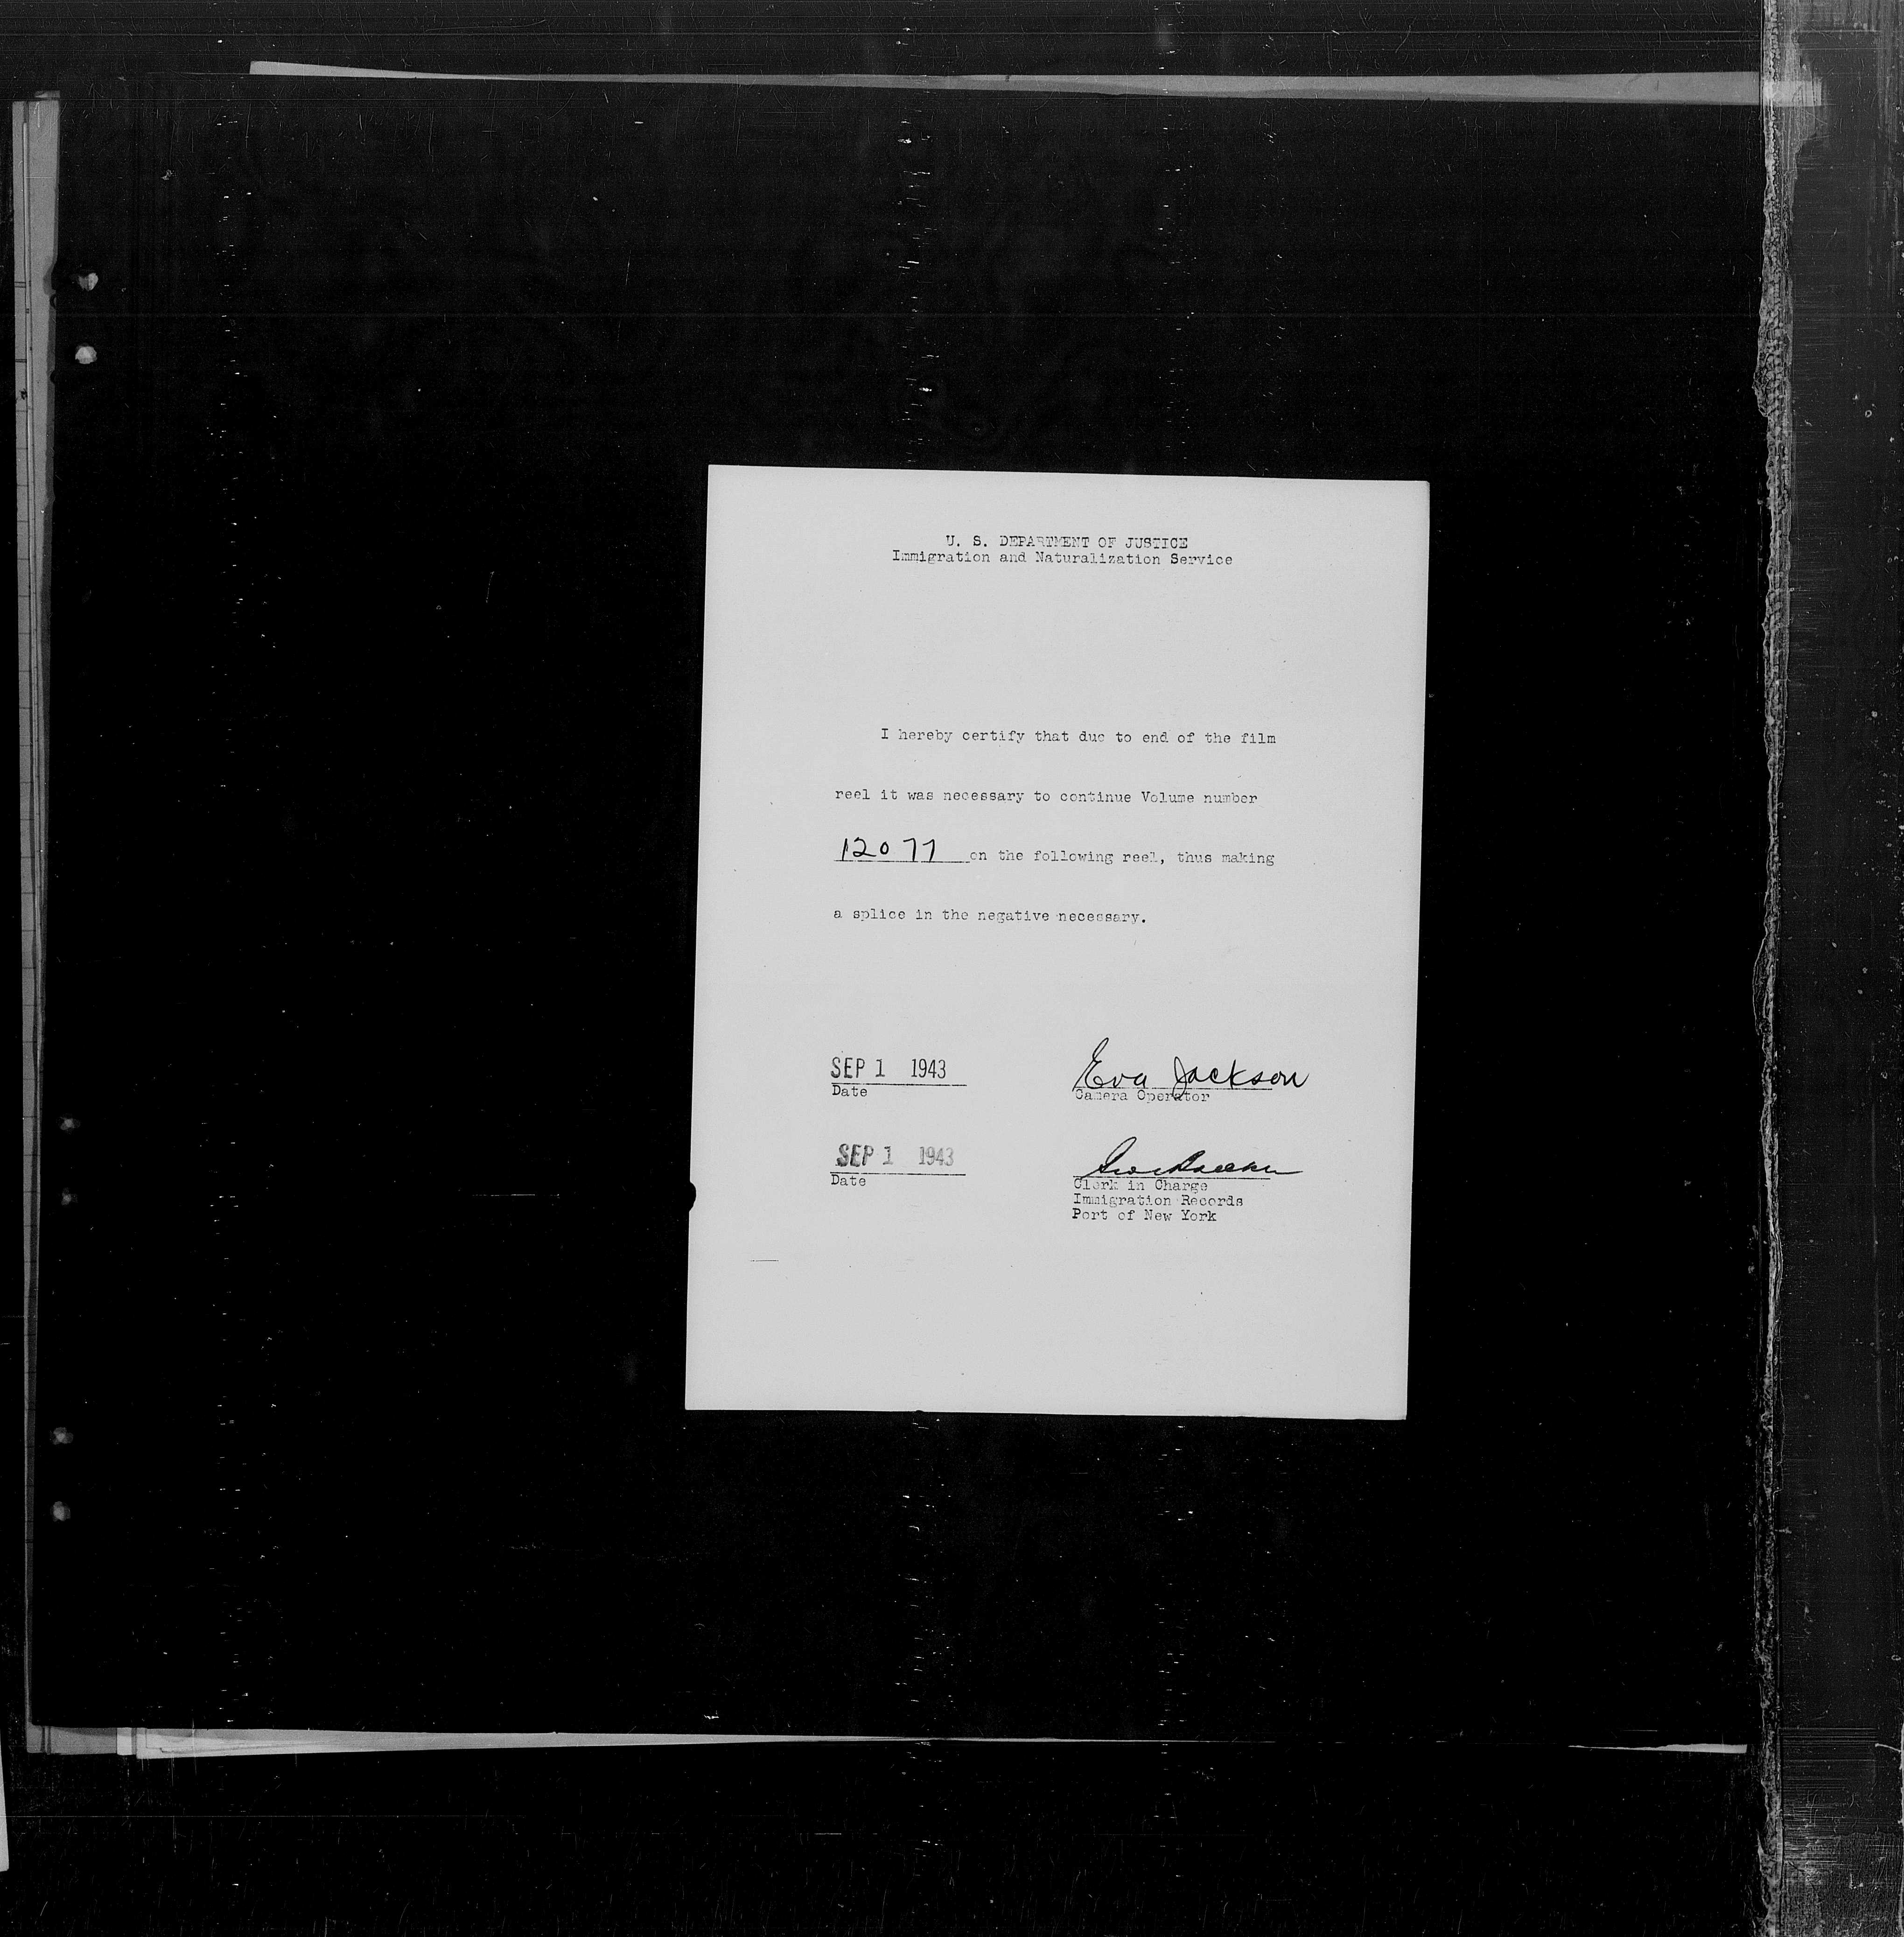 U. S. DEPARTMENT OF JUSTICE
Immigration and Naturalization Service
I hereby certify that due to end of the film
reel it was necessary to continue Volume number
12077 on the following reel, thus making
a splice in the negative necessary.
SEP 1 1943
Date
Eva Jackson
Camera Operator
SEP 1 1943
Date
Clerk in Charge
Immigration Records
Port of New York